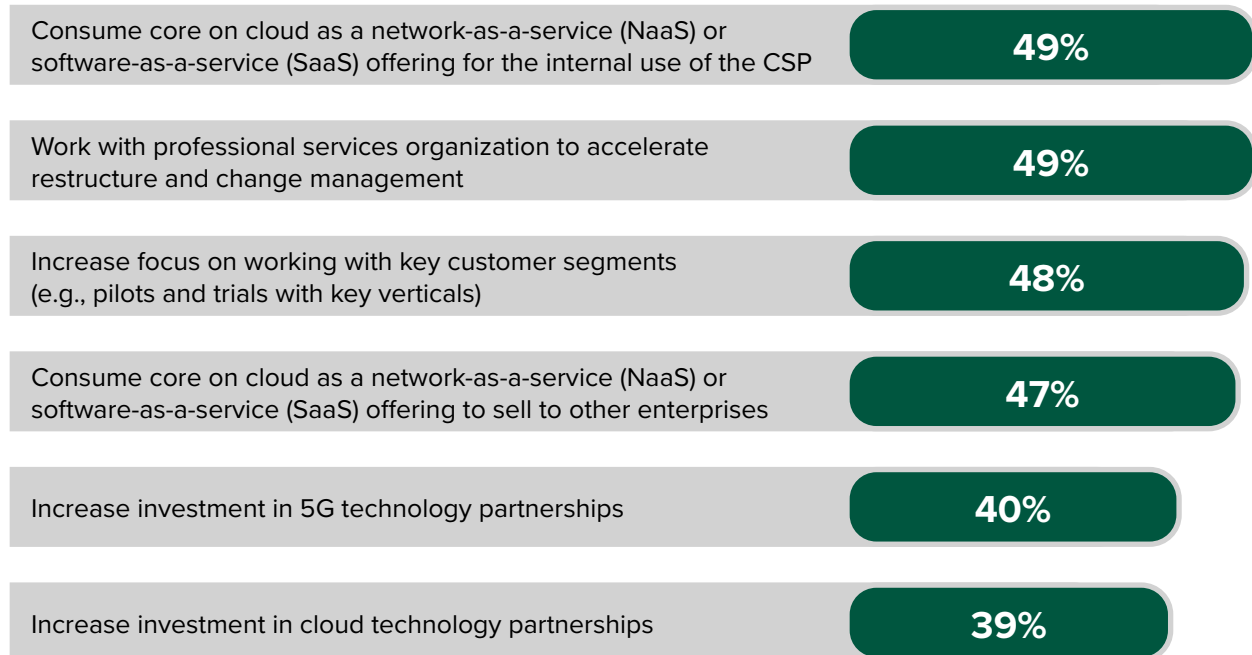 Consume core on cloud as a network-as-a-service (NaaS) or
software-as-a-service (SaaS) offering for the internal use of the CSP
49%
Work with professional services organization to accelerate
restructure and change management
49%
Increase focus on working with key customer segments
(e.g., pilots and trials with key verticals)
48%
Consume core on cloud as a network-as-a-service (NaaS) or
software-as-a-service (SaaS) offering to sell to other enterprises
47%
Increase investment in 5G technology partnerships
40%
Increase investment in cloud technology partnerships
39%